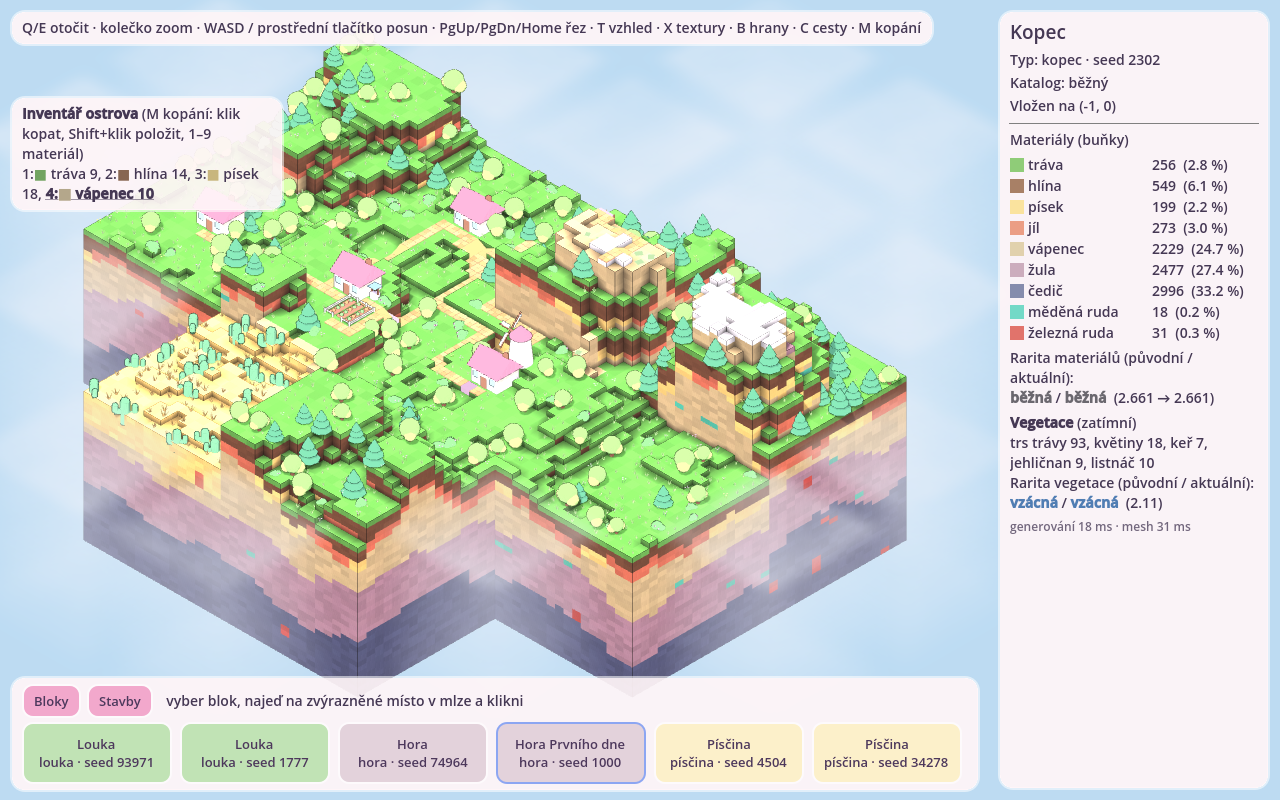 Q/E otočit · kolečko zoom · WASD / prostřední tlačítko posun · PgUp/PgDn/Home řez · T vzhled · X textury · B hrany · C cesty · M kopání
Inventář ostrova (M kopání: klik
kopat, Shift+klik položit, 1–9
materiál)
1: tráva 9, 2: hlína 14, 3: písek
18, 4: vápenec 10
Kopec
Typ: kopec · seed 2302
Katalog: běžný
Vložen na (-1, 0)
Materiály (buňky)
tráva 256 (2.8 %)
hlína 549 (6.1 %)
písek 199 (2.2 %)
jíl 273 (3.0 %)
vápenec 2229 (24.7 %)
žula 2477 (27.4 %)
čedič 2996 (33.2 %)
měděná ruda 18 (0.2 %)
železná ruda 31 (0.3 %)
Rarita materiálů (původní /
aktuální):
běžná / běžná (2.661 → 2.661)
Vegetace (zatímní)
trs trávy 93, květiny 18, keř 7,
jehličnan 9, listnáč 10
Rarita vegetace (původní / aktuální):
vzácná / vzácná (2.11)
generování 18 ms · mesh 31 ms
Bloky
Stavby
vyber blok, najeď na zvýrazněné místo v mlze a klikni
Louka
louka · seed 93971
Louka
louka · seed 1777
Hora
hora · seed 74964
Hora Prvního dne
hora · seed 1000
Písčina
písčina · seed 4504
Písčina
písčina · seed 34278